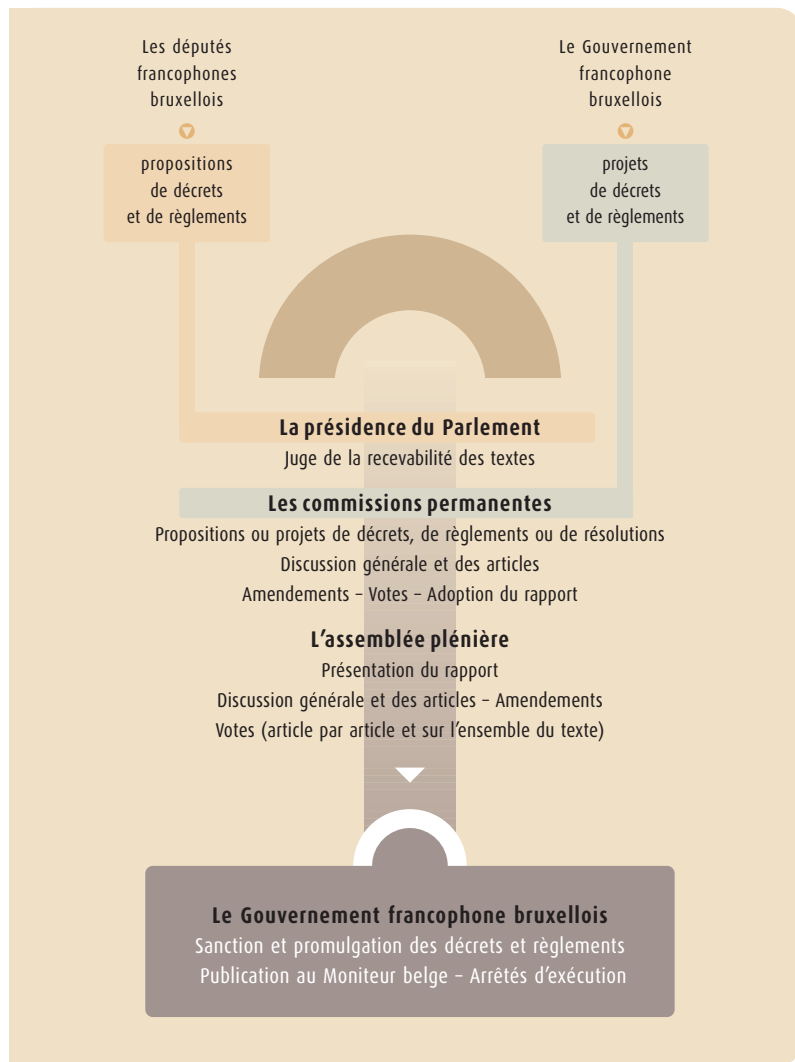 Les députés
francophones
bruxellois
Le Gouvernement
francophone
bruxellois
propositions
de décrets
et de règlements
projets
de décrets
et de règlements
La présidence du Parlement
Juge de la recevabilité des textes
Les commissions permanentes
Propositions ou projets de décrets, de règlements ou de résolutions
Discussion générale et des articles
Amendements – Votes – Adoption du rapport
L’assemblée plénière
Présentation du rapport
Discussion générale et des articles – Amendements
Votes (article par article et sur l’ensemble du texte)
Le Gouvernement francophone bruxellois
Sanction et promulgation des décrets et règlements
Publication au Moniteur belge – Arrêtés d’exécution